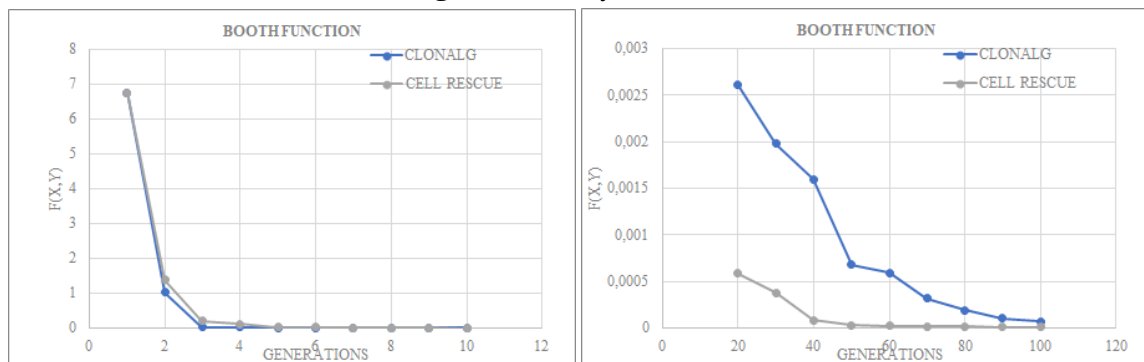 BOOTH FUNCTION
CLONALG
CELL RESCUE
8
7
6
5
4
3
2
1
0
F(X,Y)
0 2 4 6 8 10 12
GENERATIONS
BOOTH FUNCTION
CLONALG
CELL RESCUE
0,003
0,0025
0,002
0,0015
0,001
0,0005
0
F(X,Y)
0 20 40 60 80 100 120
GENERATIONS